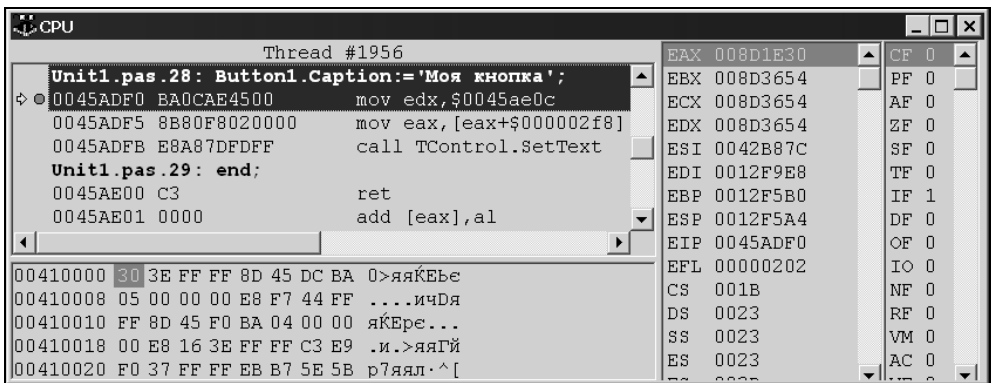 CPU
Thread #1956
Unit1.pas.28: Button1.Caption:='Моя кнопка';
0045ADF0 BA0CAE4500 mov edx,$0045ae0c
0045ADF5 8B80F8020000 mov eax,[eax+$000002f8]
0045ADFB E8A87DFDFF call TControl.SetText
Unit1.pas.29: end;
0045AE00 C3 ret
0045AE01 0000 add [eax],al
00410000 30 3E FF FF 8D 45 DC BA 0>яяЌЕЬє
00410008 05 00 00 00 E8 F7 44 FF ....ичDя
00410010 FF 8D 45 F0 BA 04 00 00 яЌЕрє...
00410018 00 E8 16 3E FF FF C3 E9 .и.>яяГй
00410020 F0 37 FF FF EB B7 5E 5B р7яял·^[
EAX 008D1E30
EBX 008D3654
ECX 008D3654
EDX 008D3654
ESI 0042B87C
EDI 0012F9E8
EBP 0012F5B0
ESP 0012F5A4
EIP 0045ADF0
EFL 00000202
CS 001B
DS 0023
SS 0023
ES 0023
CF 0
PF 0
AF 0
ZF 0
SF 0
TF 0
IF 1
DF 0
OF 0
IO 0
NF 0
RF 0
VM 0
AC 0